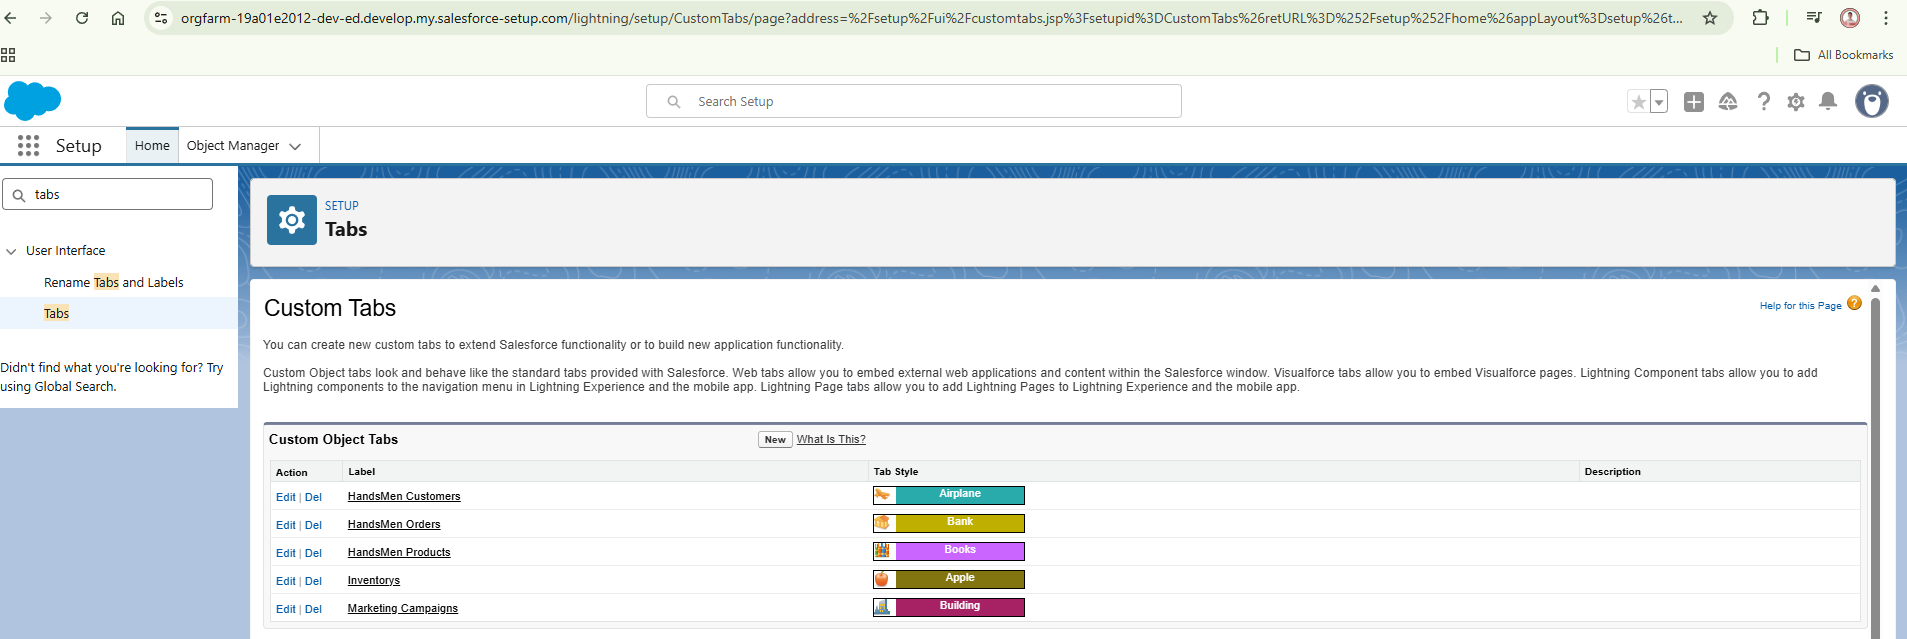 orgfarm-19a01e2012-dev-ed.develop.my.salesforce-setup.com/lightning/setup/CustomTabs/page?address=%2Fsetup%2Fui%2Fcustomtabs.jsp%3Fsetupid%3DCustomTabs%26retURL%3D%252Fsetup%252Fhome%26appLayout%3Dsetup%26t...
All Bookmarks
Search Setup
Setup
Home
Object Manager
tabs
User Interface
Rename Tabs and Labels
Tabs
Didn't find what you're looking for? Try
using Global Search.
SETUP
Tabs
Custom Tabs
Help for this Page ?
You can create new custom tabs to extend Salesforce functionality or to build new application functionality.
Custom Object tabs look and behave like the standard tabs provided with Salesforce. Web tabs allow you to embed external web applications and content within the Salesforce window. Visualforce tabs allow you to embed Visualforce pages. Lightning Component tabs allow you to add
Lightning components to the navigation menu in Lightning Experience and the mobile app. Lightning Page tabs allow you to add Lightning Pages to Lightning Experience and the mobile app.
Custom Object Tabs
New What Is This?
Action Label Tab Style Description
Edit | Del HandsMen Customers Airplane
Edit | Del HandsMen Orders Bank
Edit | Del HandsMen Products Books
Edit | Del Inventorys Apple
Edit | Del Marketing Campaigns Building